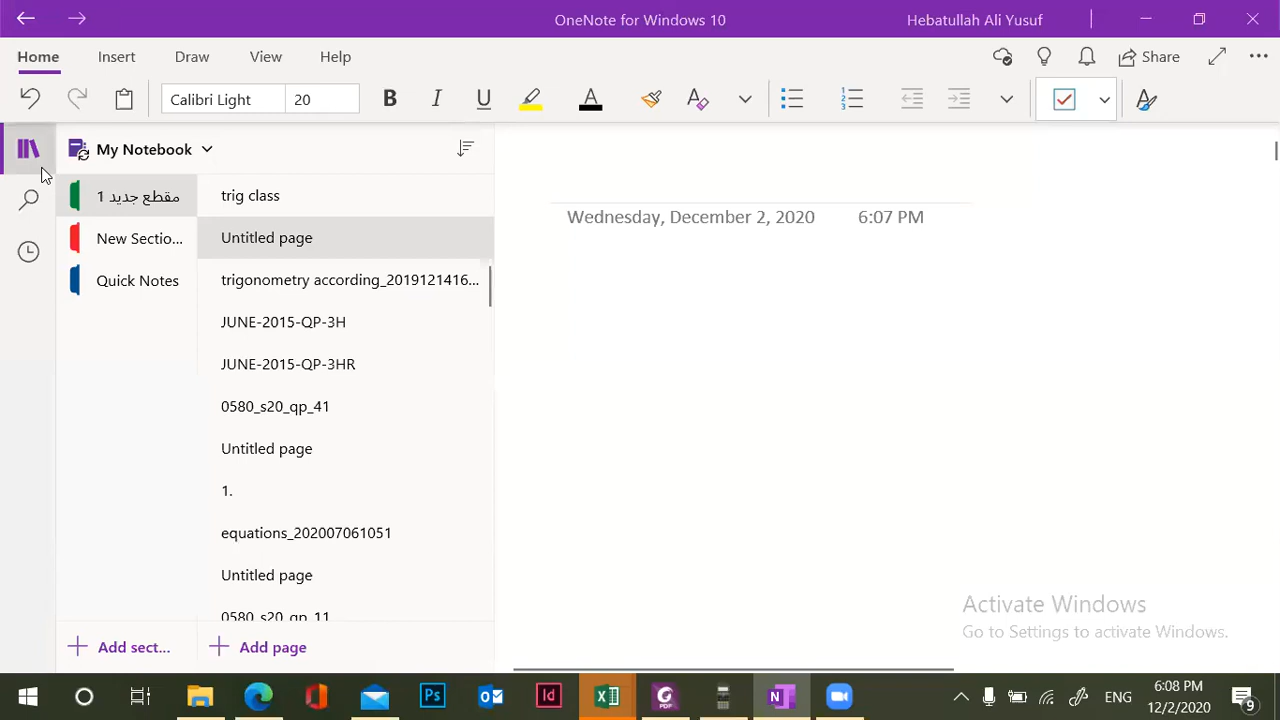 OneNote for Windows 10
Hebatullah Ali Yusuf
Home Insert Draw View Help
Share
Calibri Light 20
My Notebook
مقطع جديد 1
New Sectio...
Quick Notes
trig class
Untitled page
trigonometry according_2019121416...
JUNE-2015-QP-3H
JUNE-2015-QP-3HR
0580_s20_qp_41
Untitled page
1.
equations_202007061051
Untitled page
0580_s20_qp_11
Add sect...
Add page
Wednesday, December 2, 2020 6:07 PM
Activate Windows
Go to Settings to activate Windows.
ENG
6:08 PM
12/2/2020
9